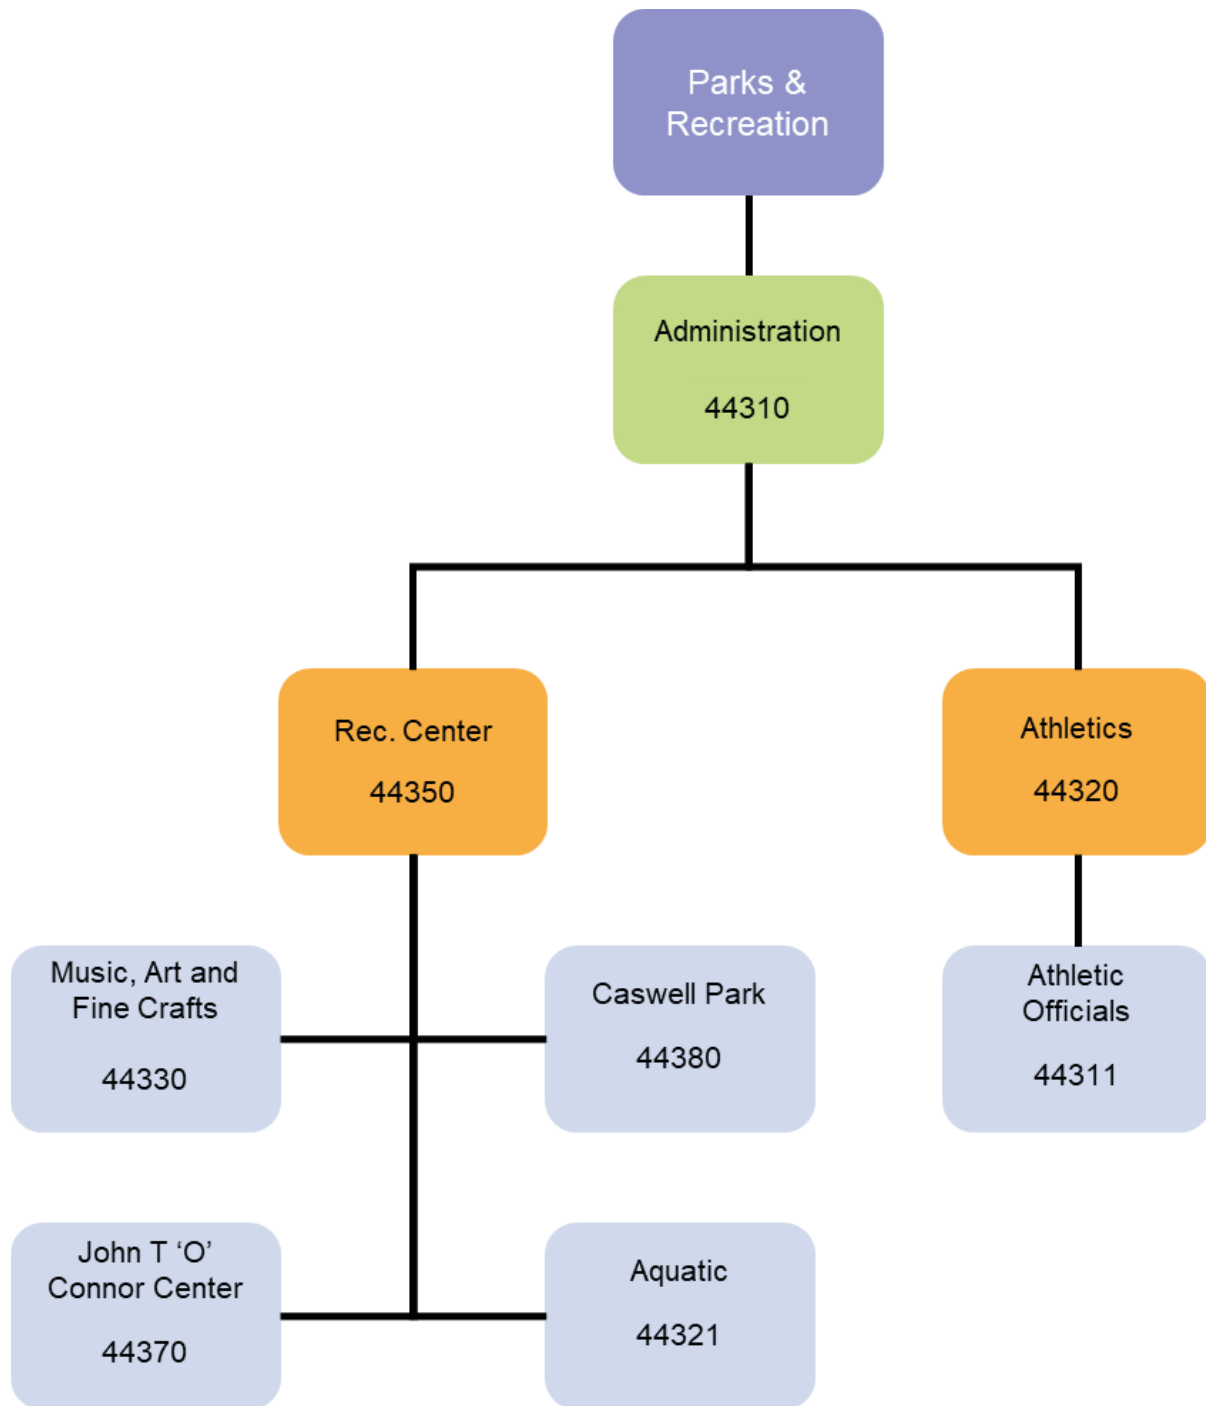 Parks &
Recreation
Administration
44310
Rec. Center
44350
Athletics
44320
Music, Art and
Fine Crafts
44330
Caswell Park
44380
Athletic
Officials
44311
John T ‘O’
Connor Center
44370
Aquatic
44321